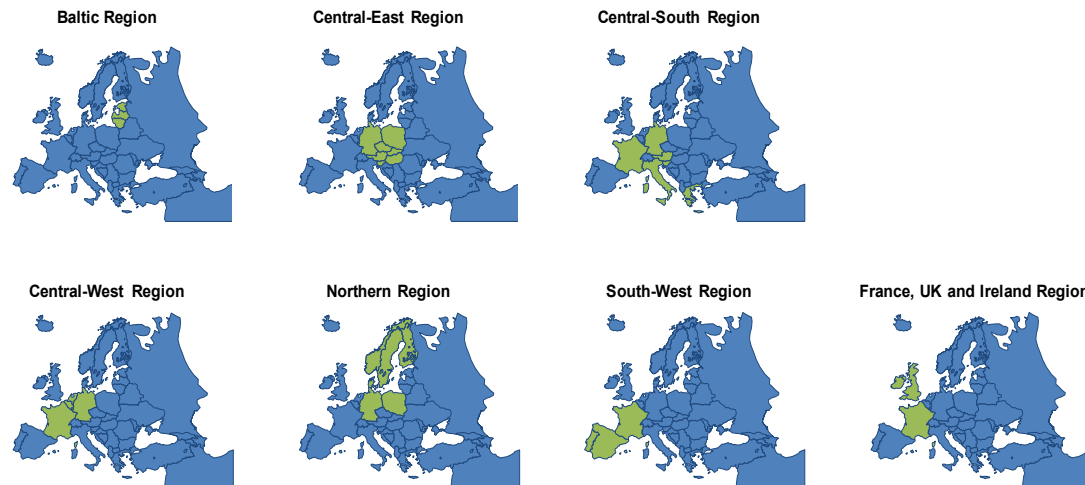 Baltic Region
Central-East Region
Central-South Region
Central-West Region
Northern Region
South-West Region
France, UK and Ireland Region